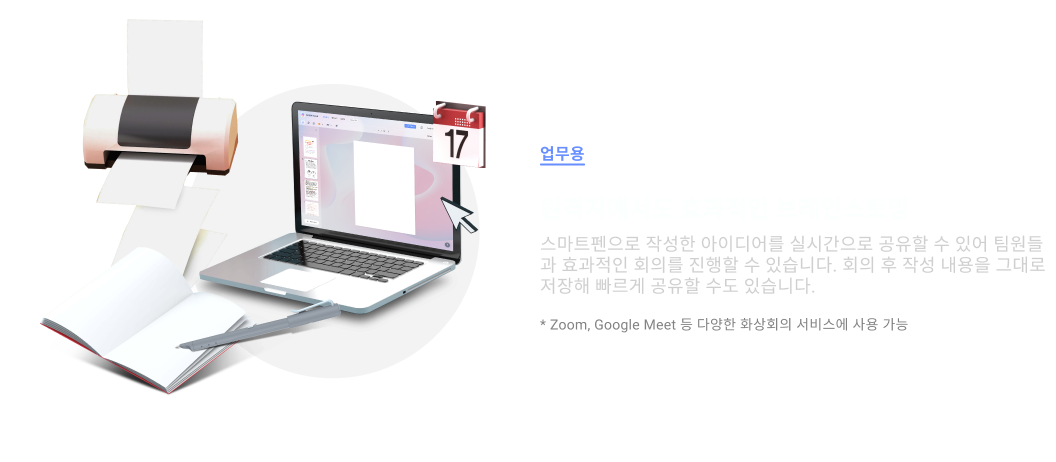 17
업무용
스마트펜으로 작성한 아이디어를 실시간으로 공유할 수 있어 팀원들
과 효과적인 회의를 진행할 수 있습니다. 회의 후 작성 내용을 그대로
저장해 빠르게 공유할 수도 있습니다.
* Zoom, Google Meet 등 다양한 화상회의 서비스에 사용 가능